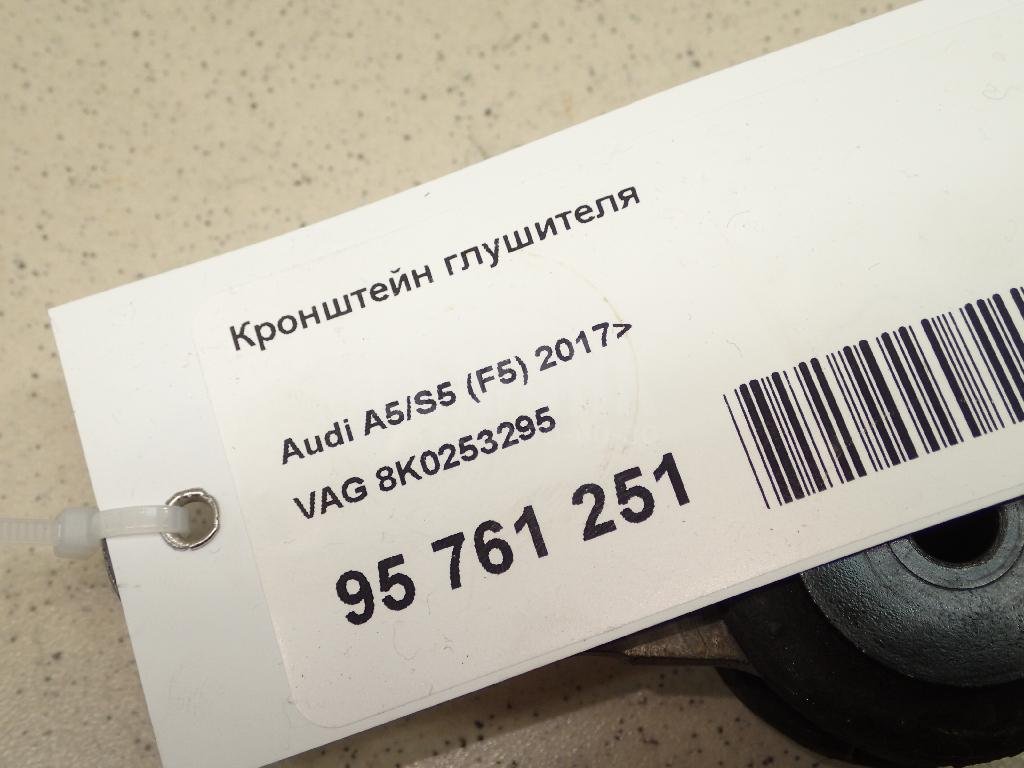 Кронштейн глушителя
Audi A5/S5 (F5) 2017>
VAG 8K0253295
95 761 251